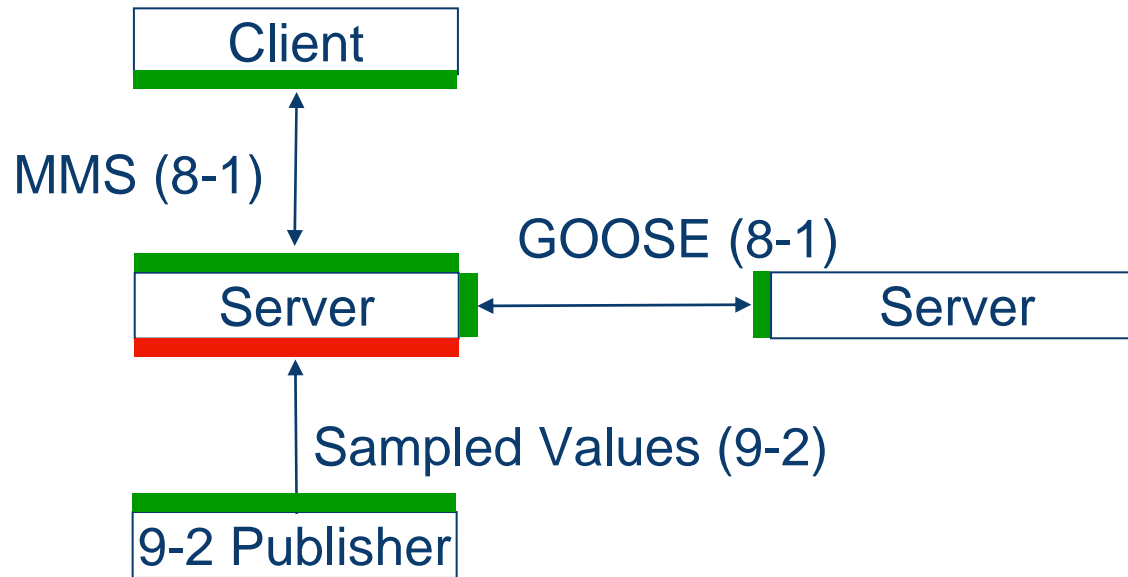 Client
MMS (8-1)
GOOSE (8-1)
Server
Server
Sampled Values (9-2)
9-2 Publisher